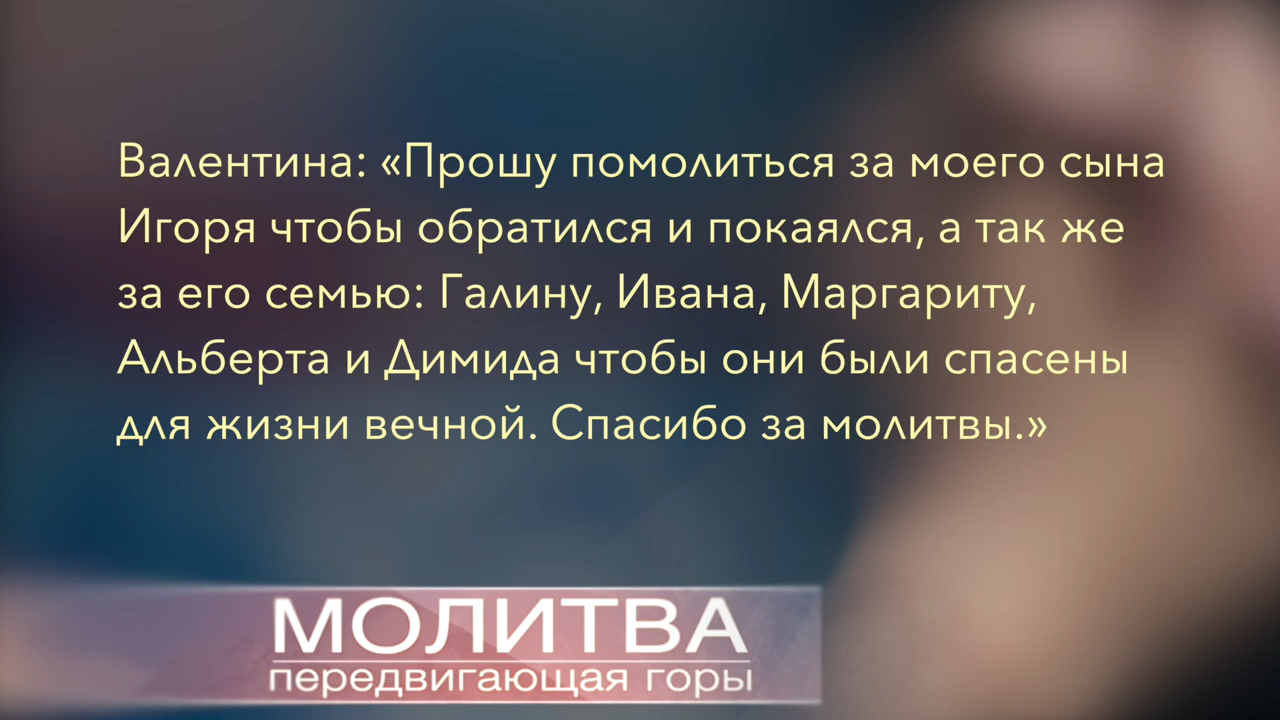 Валентина: «Прошу помолиться за моего сына
Игоря чтобы обратился и покаялся, а так же
за его семью: Галину, Ивана, Маргариту,
Альберта и Димида чтобы они были спасены
для жизни вечной. Спасибо за молитвы.»
МОЛИТВА
передвигающая горы